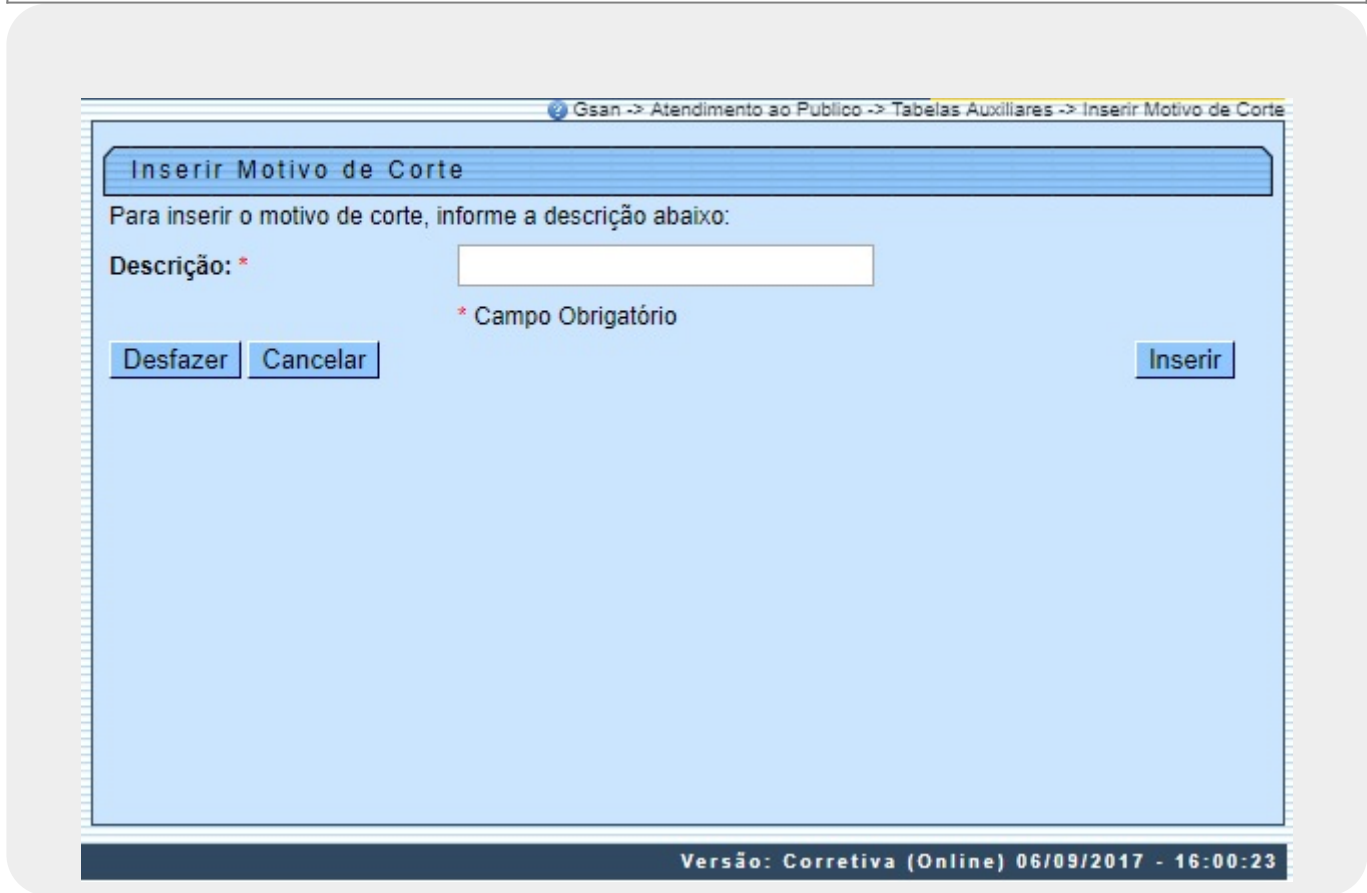 Gsan -> Atendimento ao Publico -> Tabelas Auxiliares -> Inserir Motivo de Corte
Inserir Motivo de Corte
Para inserir o motivo de corte, informe a descrição abaixo:
Descrição: *
* Campo Obrigatório
Desfazer Cancelar Inserir
Versão: Corretiva (Online) 06/09/2017 - 16:00:23